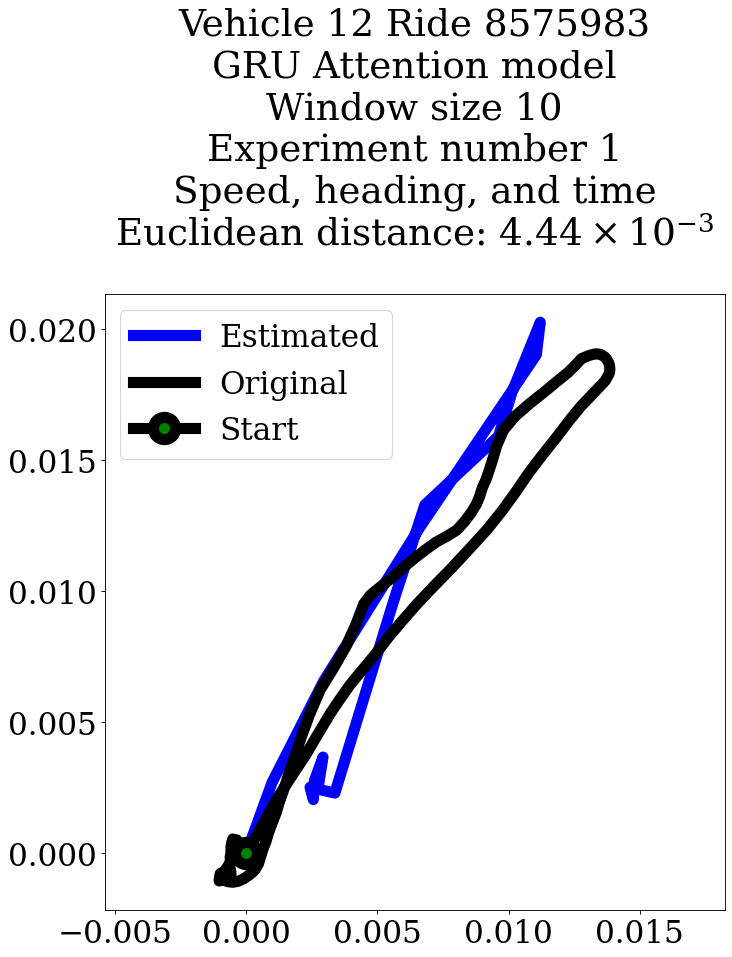 Vehicle 12 Ride 8575983
GRU Attention model
Window size 10
Experiment number 1
Speed, heading, and time
Euclidean distance: 4.44 × 10⁻³
Estimated
Original
Start
0.020
0.015
0.010
0.005
0.000
−0.005 0.000 0.005 0.010 0.015